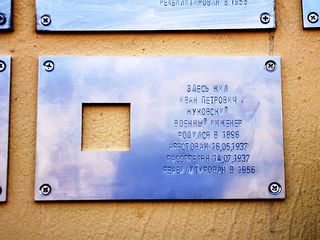 РЕАБИЛИТИРОВАН В 1956
ЗДЕСЬ ЖИЛ
ИВАН ПЕТРОВИЧ
ЖУКОВСКИЙ
ВОЕННЫЙ ИНЖЕНЕР
РОДИЛСЯ В 1896
АРЕСТОВАН 16.05.1937
РАССТРЕЛЯН 14.07.1937
РЕАБИЛИТИРОВАН В 1956